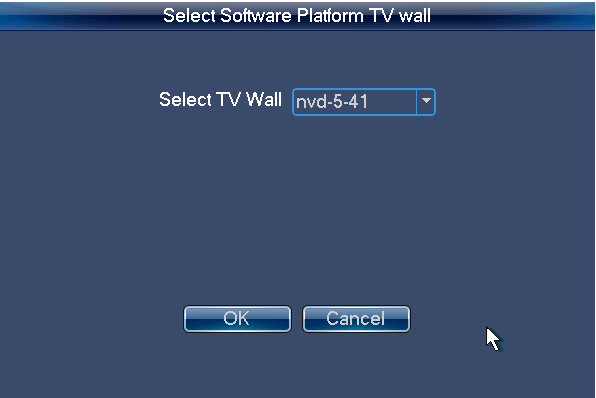 Select Software Platform TV wall
Select TV Wall nvd-5-41
OK Cancel